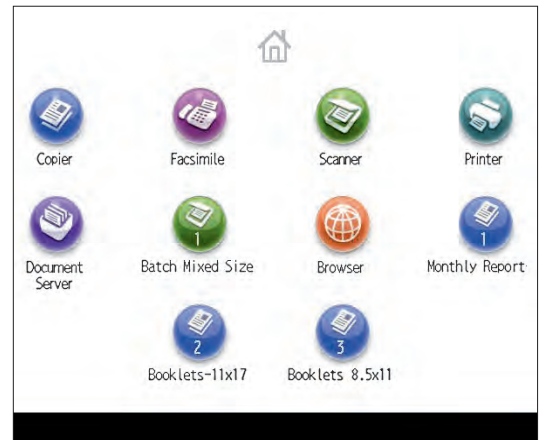 Copier
Facsimile
Scanner
Printer
Document
Server
1
Batch Mixed Size
Browser
1
Monthly Report
2
Booklets-11x17
3
Booklets 8.5x11